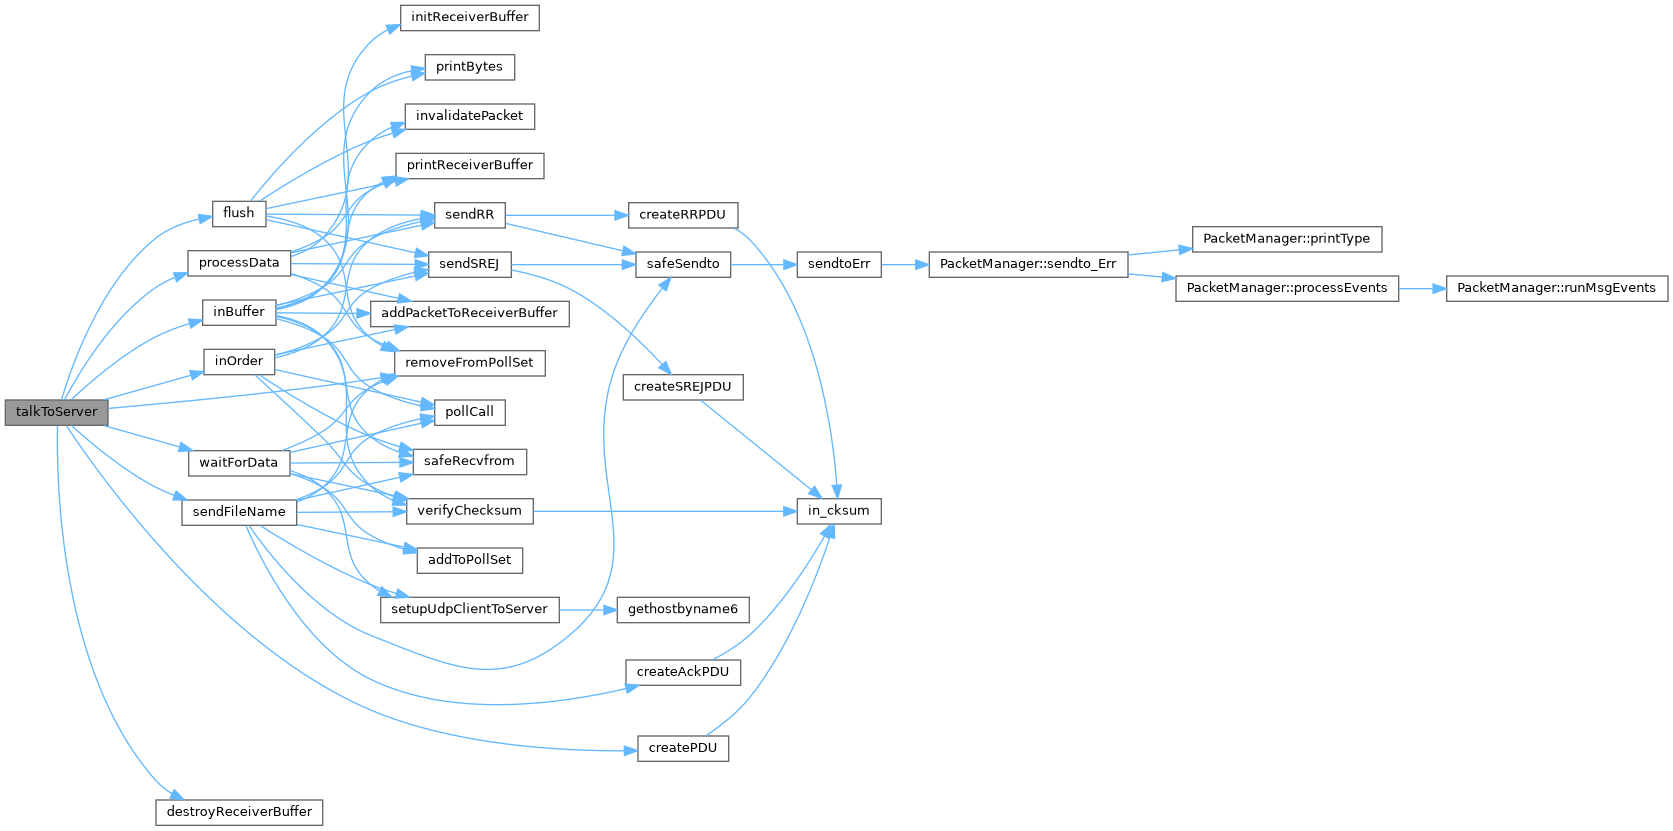 initReceiverBuffer
printBytes
invalidatePacket
printReceiverBuffer
flush
sendRR
createRRPDU
PacketManager::printType
processData
sendSREJ
safeSendto
sendtoErr
PacketManager::sendto_Err
PacketManager::processEvents
PacketManager::runMsgEvents
inBuffer
addPacketToReceiverBuffer
inOrder
removeFromPollSet
createSREJPDU
talkToServer
pollCall
waitForData
safeRecvfrom
sendFileName
verifyChecksum
in_cksum
addToPollSet
setupUdpClientToServer
gethostbyname6
createAckPDU
createPDU
destroyReceiverBuffer